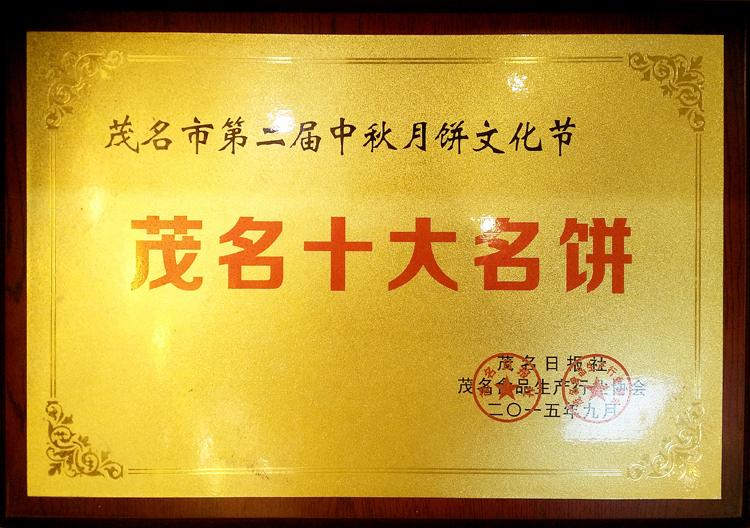 茂名市第二届中秋月饼文化节
茂名十大名饼
茂名日报社
茂名食品生产行业协会
二〇一五年九月